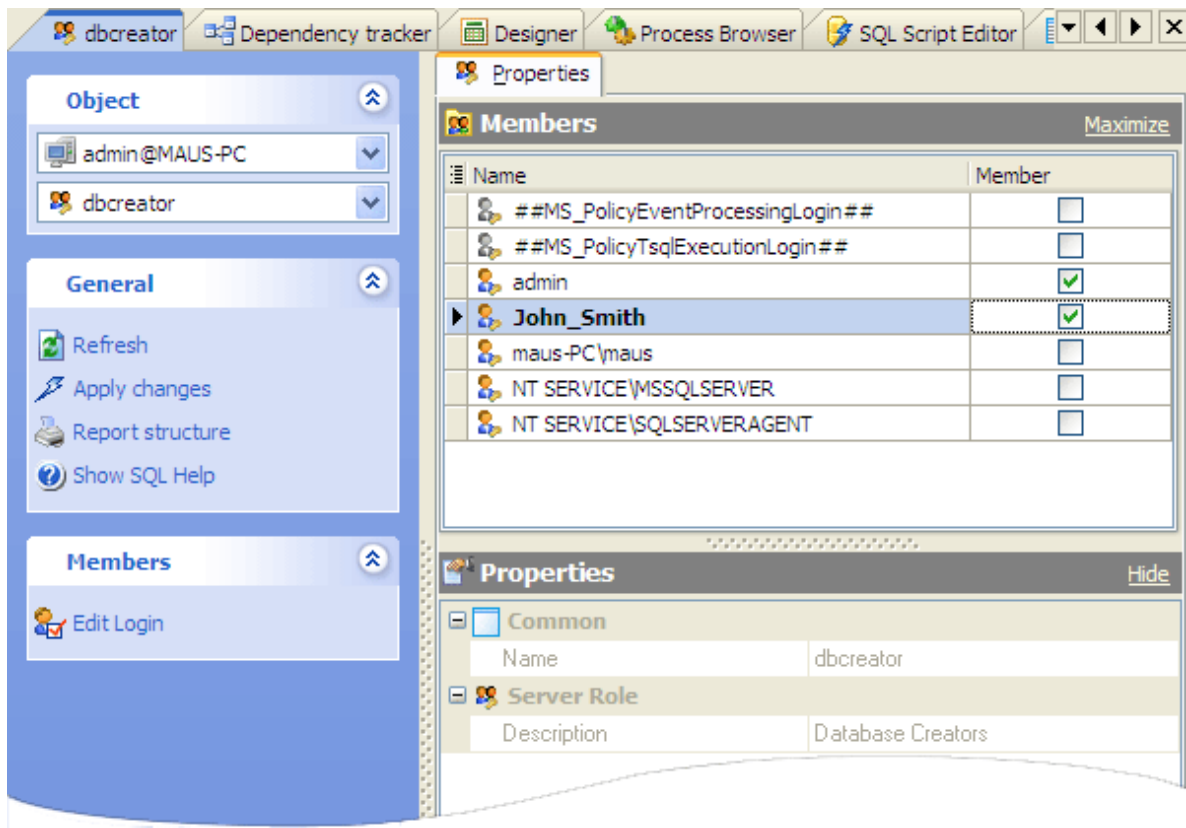 dbcreator Dependency tracker Designer Process Browser SQL Script Editor
Properties
Object
admin@MAUS-PC
dbcreator
General
Refresh
Apply changes
Report structure
Show SQL Help
Members
Edit Login
Members Maximize
Name Member
##MS_PolicyEventProcessingLogin##
##MS_PolicyTsqlExecutionLogin##
admin
John_Smith
maus-PC\maus
NT SERVICE\MSSQLSERVER
NT SERVICE\SQLSERVERAGENT
Properties Hide
Common
Name dbcreator
Server Role
Description Database Creators